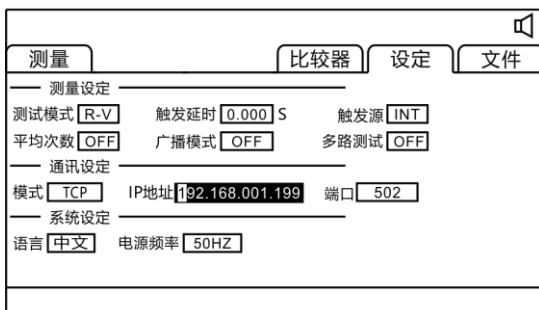 测量 比较器 设定 文件
测量设定
测试模式 R-V 触发延时 0.000 S 触发源 INT
平均次数 OFF 广播模式 OFF 多路测试 OFF
通讯设定
模式 TCP IP地址 192.168.001.199 端口 502
系统设定
语言 中文 电源频率 50HZ